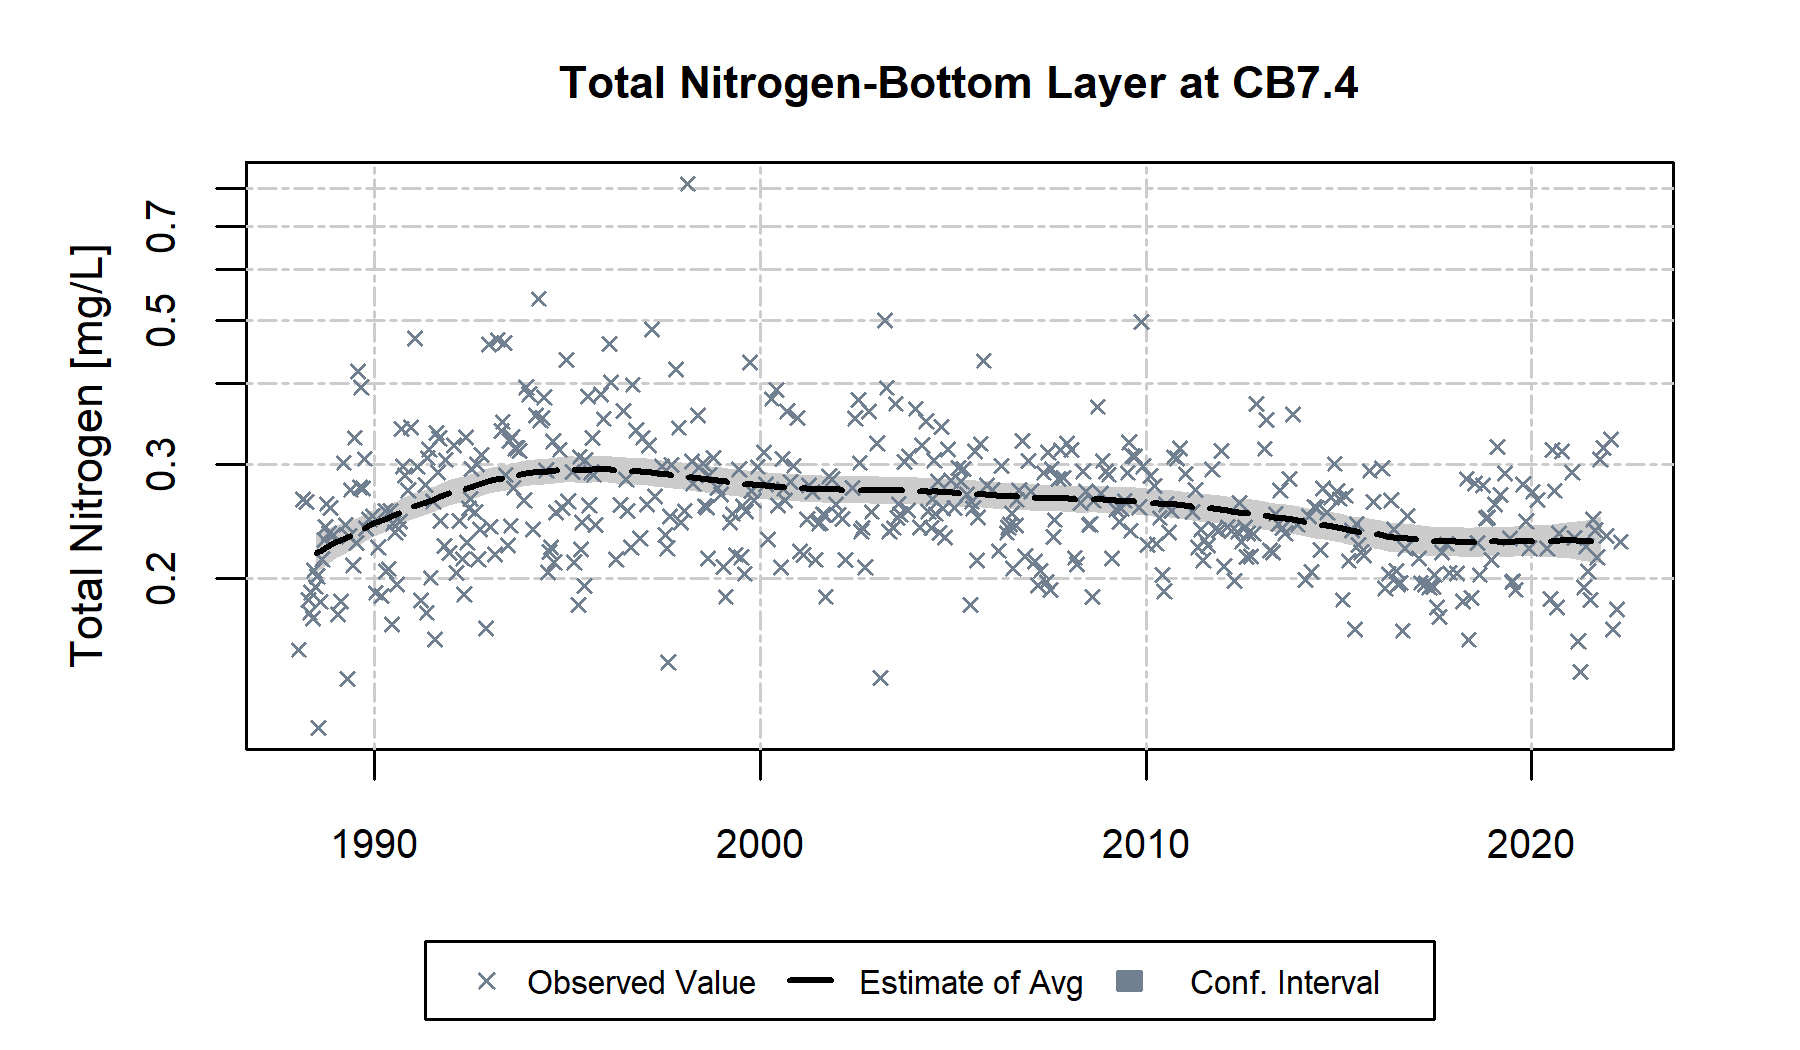 Total Nitrogen-Bottom Layer at CB7.4
Total Nitrogen [mg/L]
0.7
0.5
0.3
0.2
1990 2000 2010 2020
Observed Value Estimate of Avg Conf. Interval